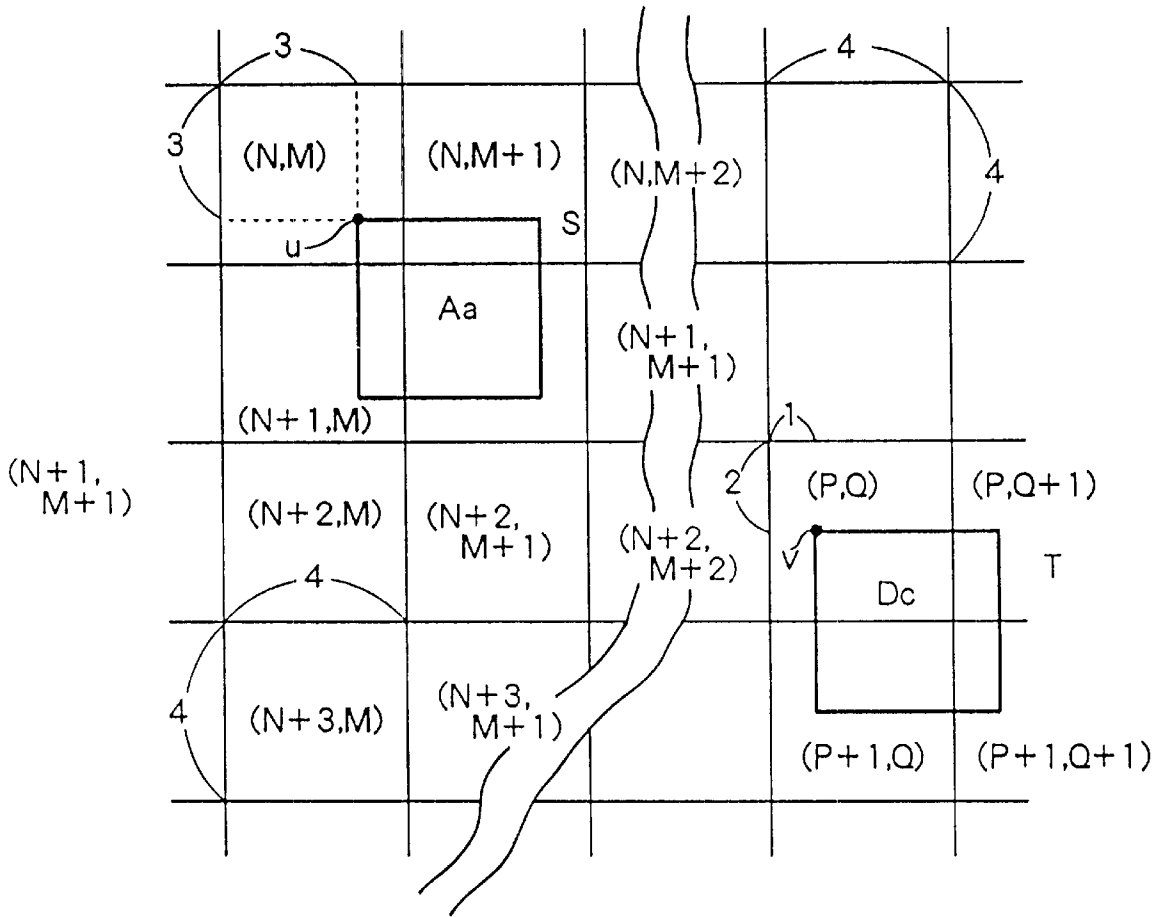 3
4
3
(N,M)
(N,M+1)
(N,M+2)
4
u
S
Aa
(N+1,
M+1)
(N+1,M)
1
(N+1,
M+1)
2
(P,Q)
(P,Q+1)
(N+2,M)
(N+2,
M+1)
(N+2,
M+2)
v
T
4
Dc
4
(N+3,M)
(N+3,
M+1)
(P+1,Q)
(P+1,Q+1)